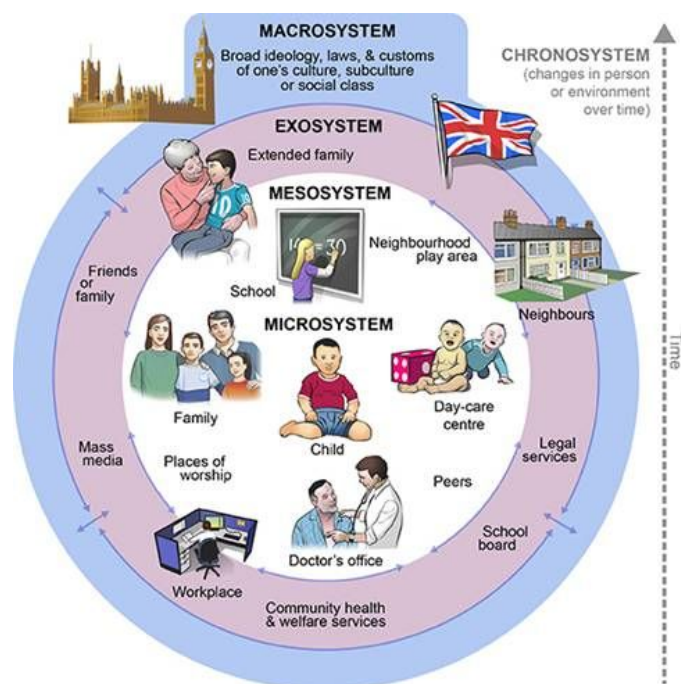 MACROSYSTEM
Broad ideology, laws, & customs
of one's culture, subculture
or social class
CHRONOSYSTEM
(changes in person
or environment
over time)
EXOSYSTEM
Extended family
MESOSYSTEM
Neighbourhood
play area
School
Friends
or
family
Neighbours
MICROSYSTEM
Time
Family
Child
Day-care
centre
Mass
media
Places of
worship
Peers
Legal
services
School
board
Doctor's office
Workplace
Community health
& welfare services